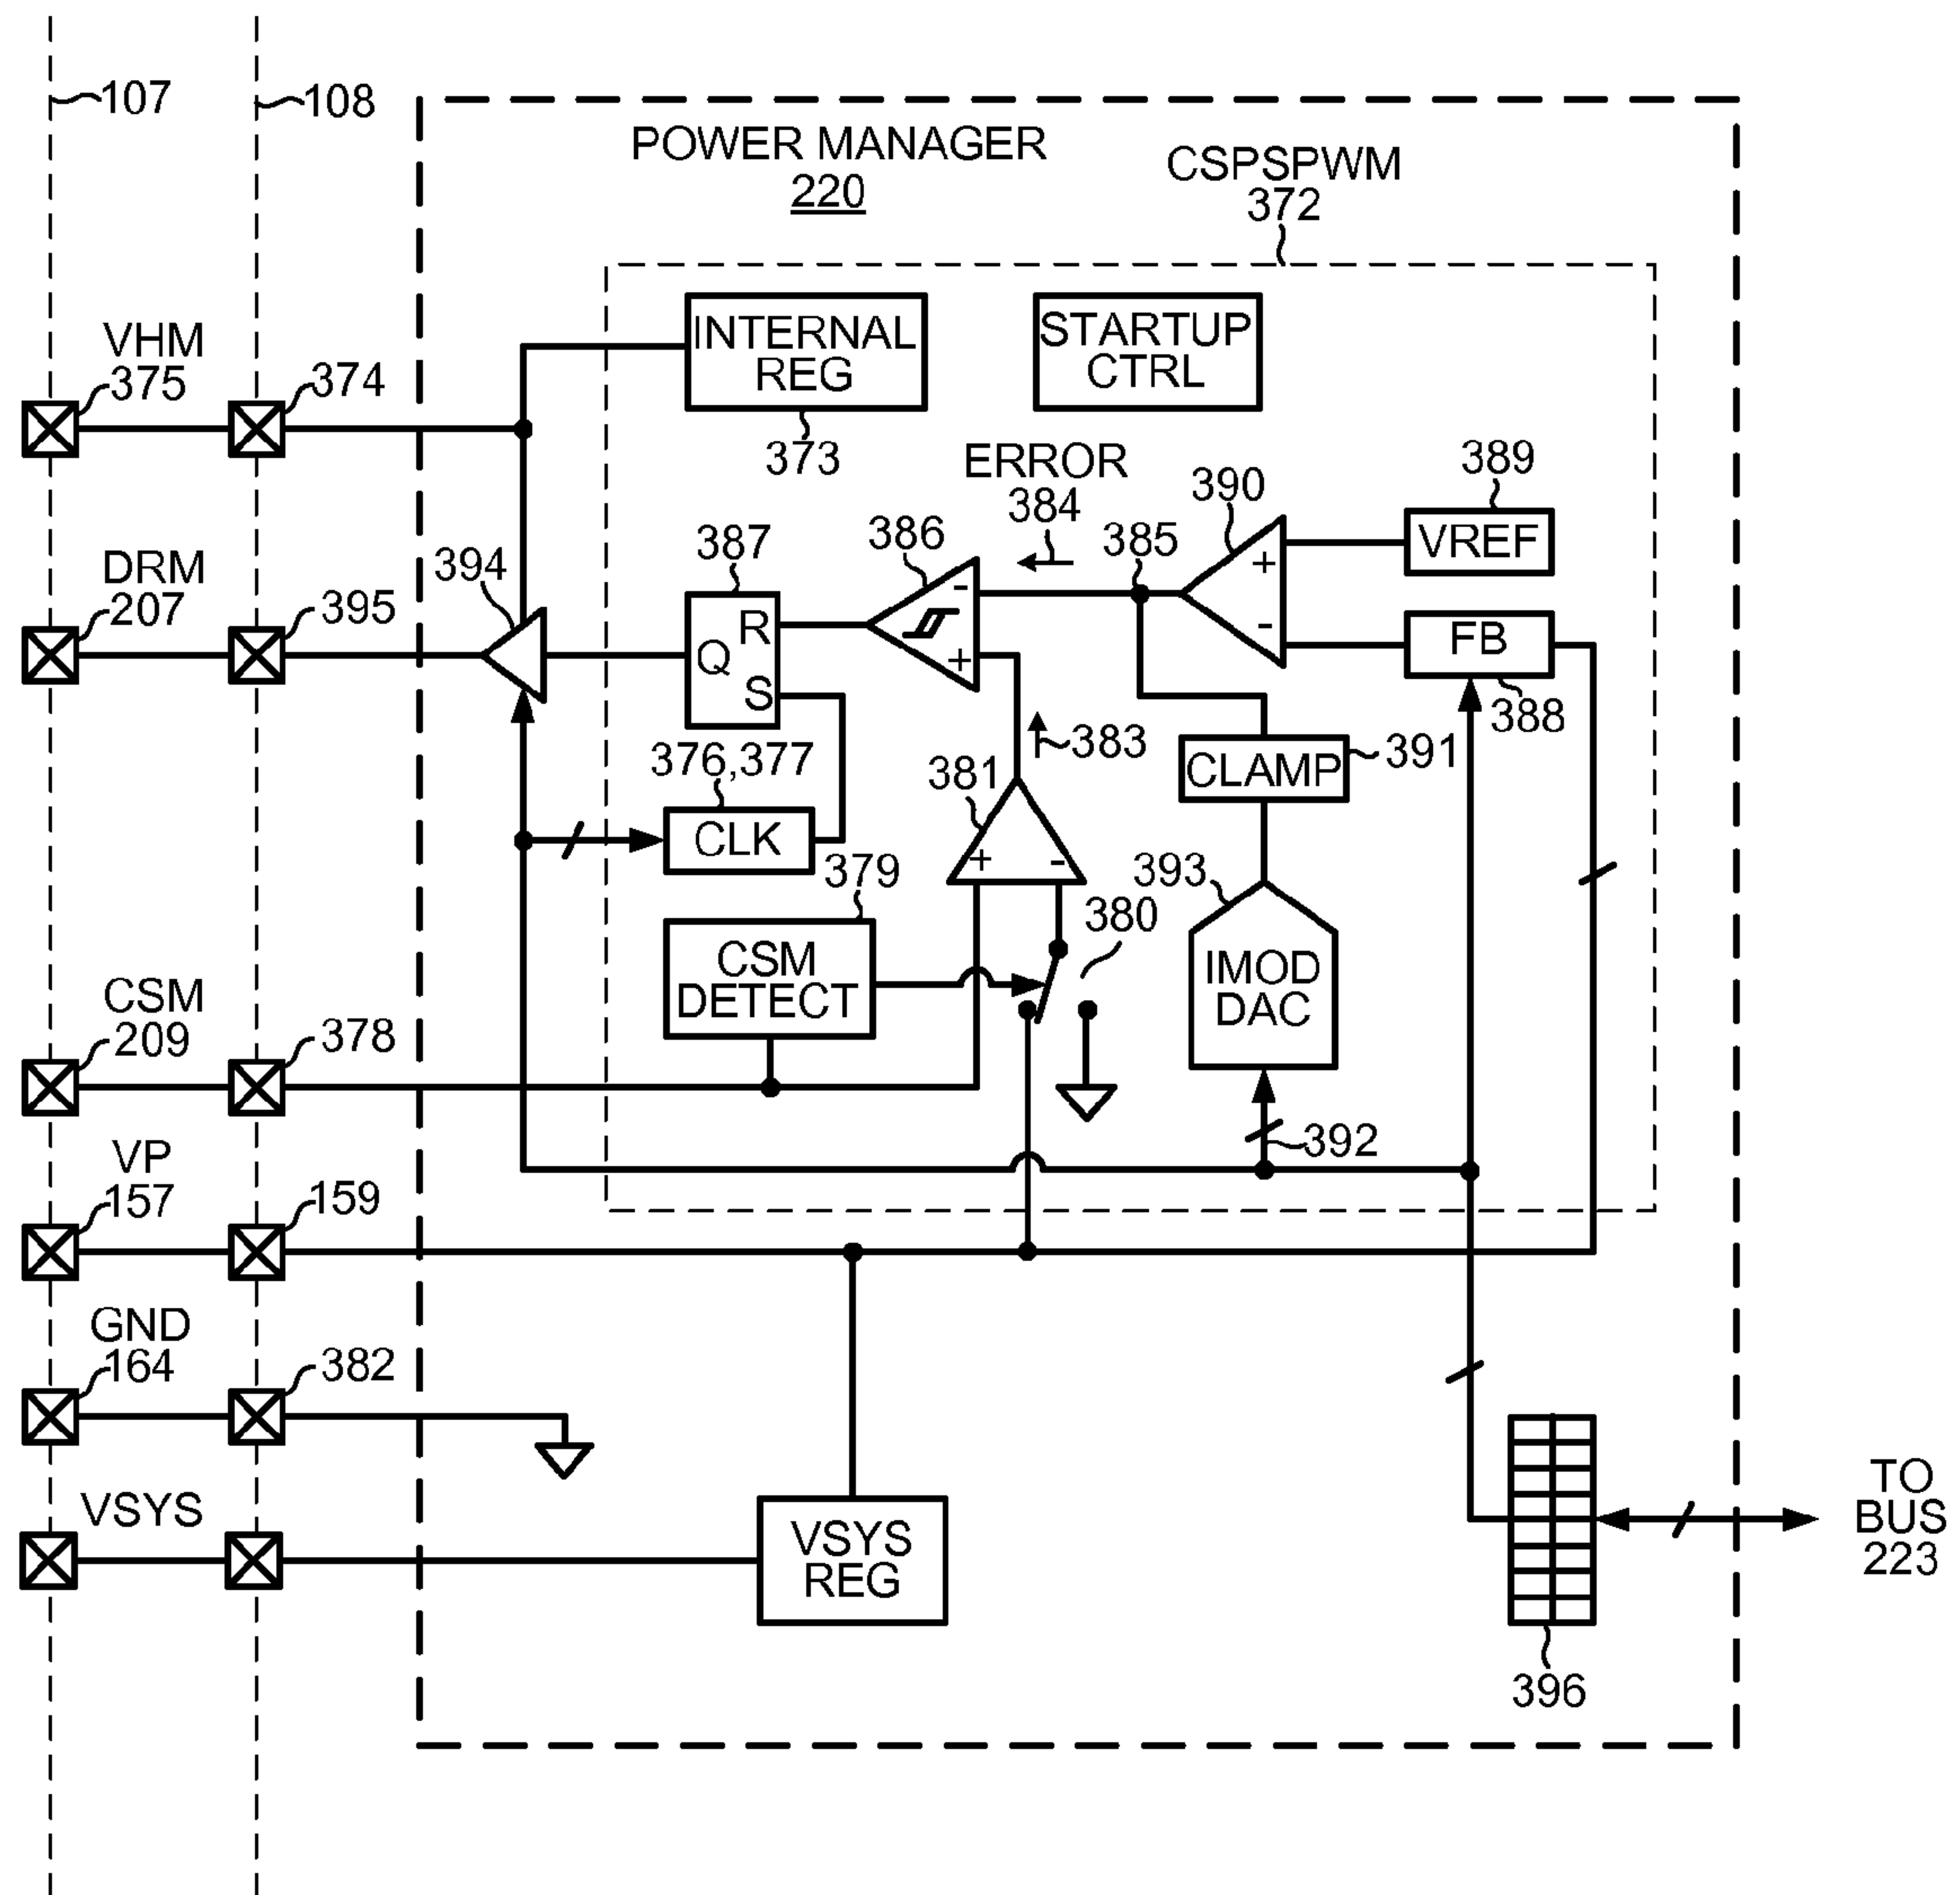 107
108
POWER MANAGER
220
CSPSPWM
372
VHM
375
374
INTERNAL
REG
373
STARTUP
CTRL
ERROR
384
390
389
VREF
386
385
387
DRM
207
395
394
R
Q
S
-
+
+
-
FB
388
383
376,377
CLK
381
+
-
CLAMP
391
379
CSM
DETECT
380
393
IMOD
DAC
392
CSM
209
378
VP
157
159
GND
164
382
VSYS
VSYS
REG
TO
BUS
223
396